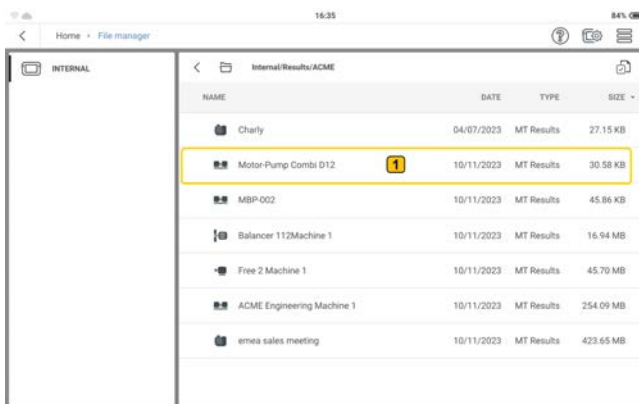 16:35
84%
Home • File manager
INTERNAL
Internal/Results/ACME
NAME DATE TYPE SIZE
Charly 04/07/2023 MT Results 27.15 KB
Motor-Pump Combi D12 1 10/11/2023 MT Results 30.58 KB
MBP-002 10/11/2023 MT Results 45.86 KB
Balancer 112Machine 1 10/11/2023 MT Results 16.94 MB
Free 2 Machine 1 10/11/2023 MT Results 45.70 MB
ACME Engineering Machine 1 10/11/2023 MT Results 254.09 MB
emea sales meeting 10/11/2023 MT Results 423.65 MB